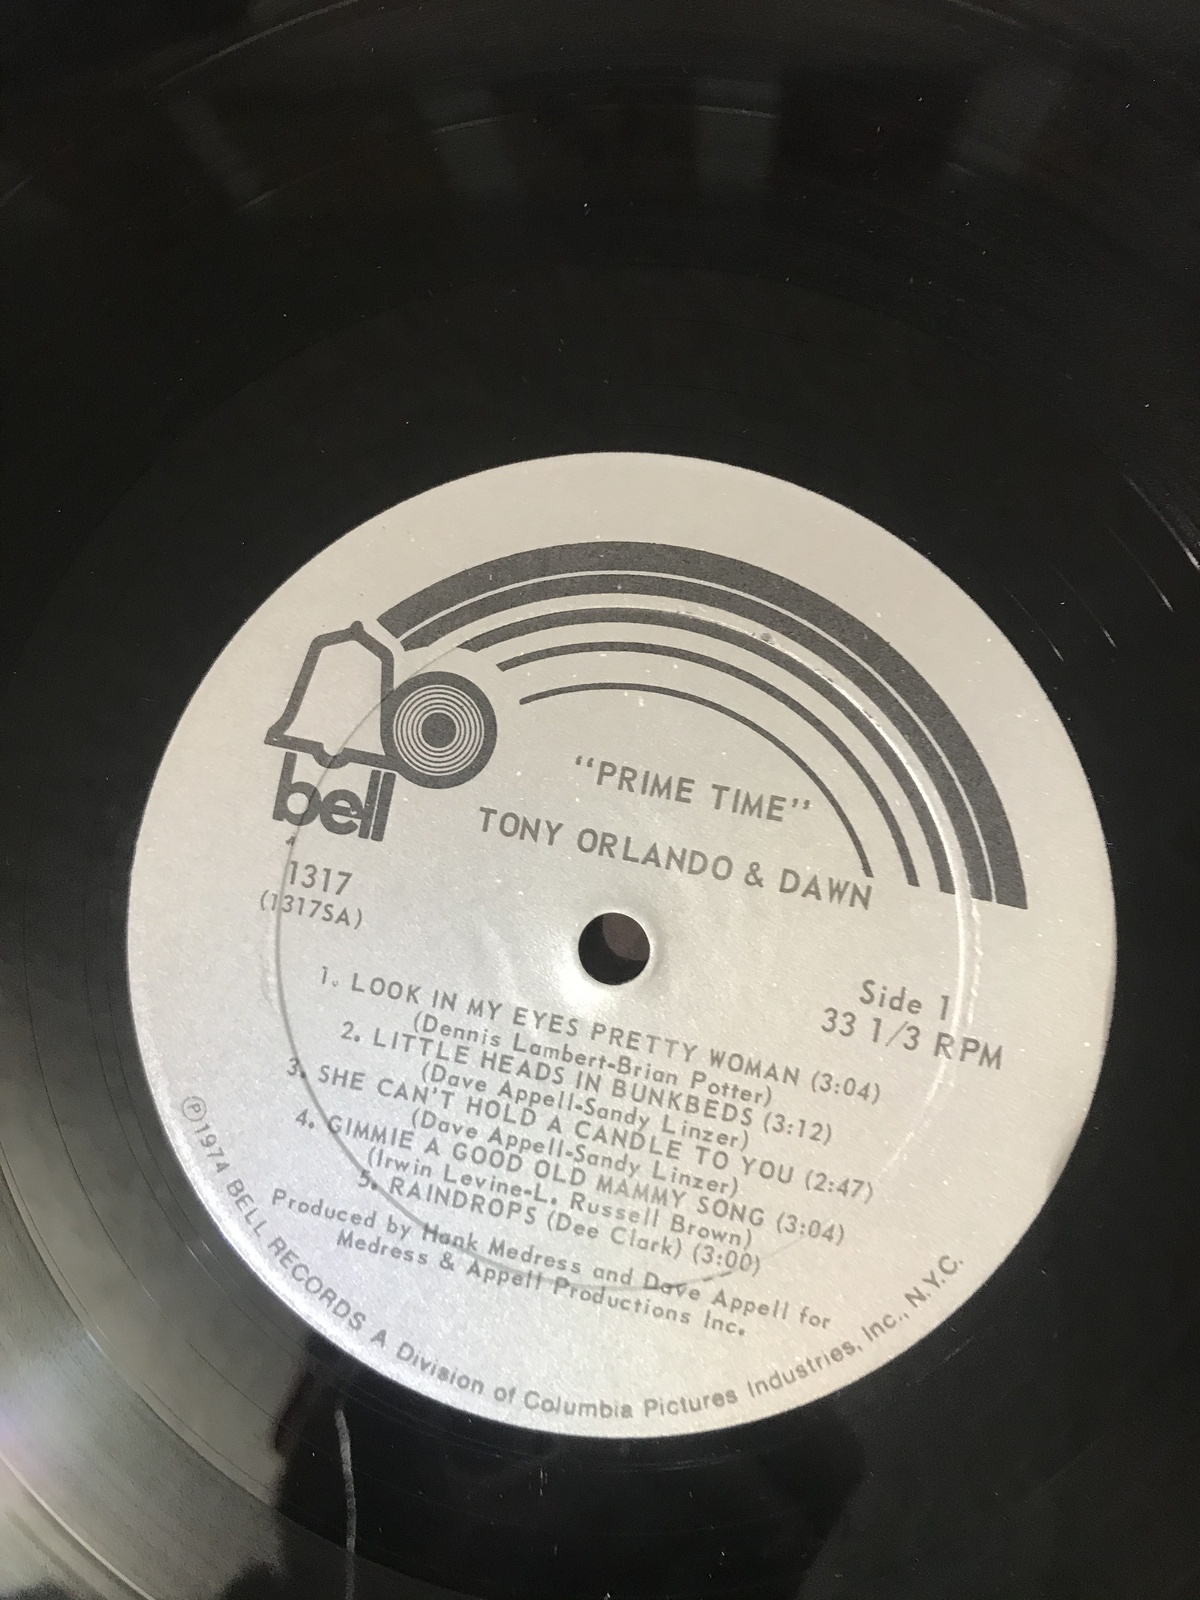 bell
1317
(1317SA)
"PRIME TIME"
TONY ORLANDO & DAWN
Side 1
33 1/3 RPM
1. LOOK IN MY EYES PRETTY WOMAN (3:04)
(Dennis Lambert-Brian Potter)
2. LITTLE HEADS IN BUNKBEDS (3:12)
(Dave Appell-Sandy Linzer)
3. SHE CAN'T HOLD A CANDLE TO YOU (2:47)
(Dave Appell-Sandy Linzer)
4. GIMMIE A GOOD OLD MAMMY SONG (3:04)
(Irwin Levine-L. Russell Brown)
5. RAINDROPS (Dee Clark) (3:00)
Produced by Hank Medress and Dave Appell for
Medress & Appell Productions Inc.
℗1974 BELL RECORDS A Division of Columbia Pictures Industries, Inc., N.Y.C.